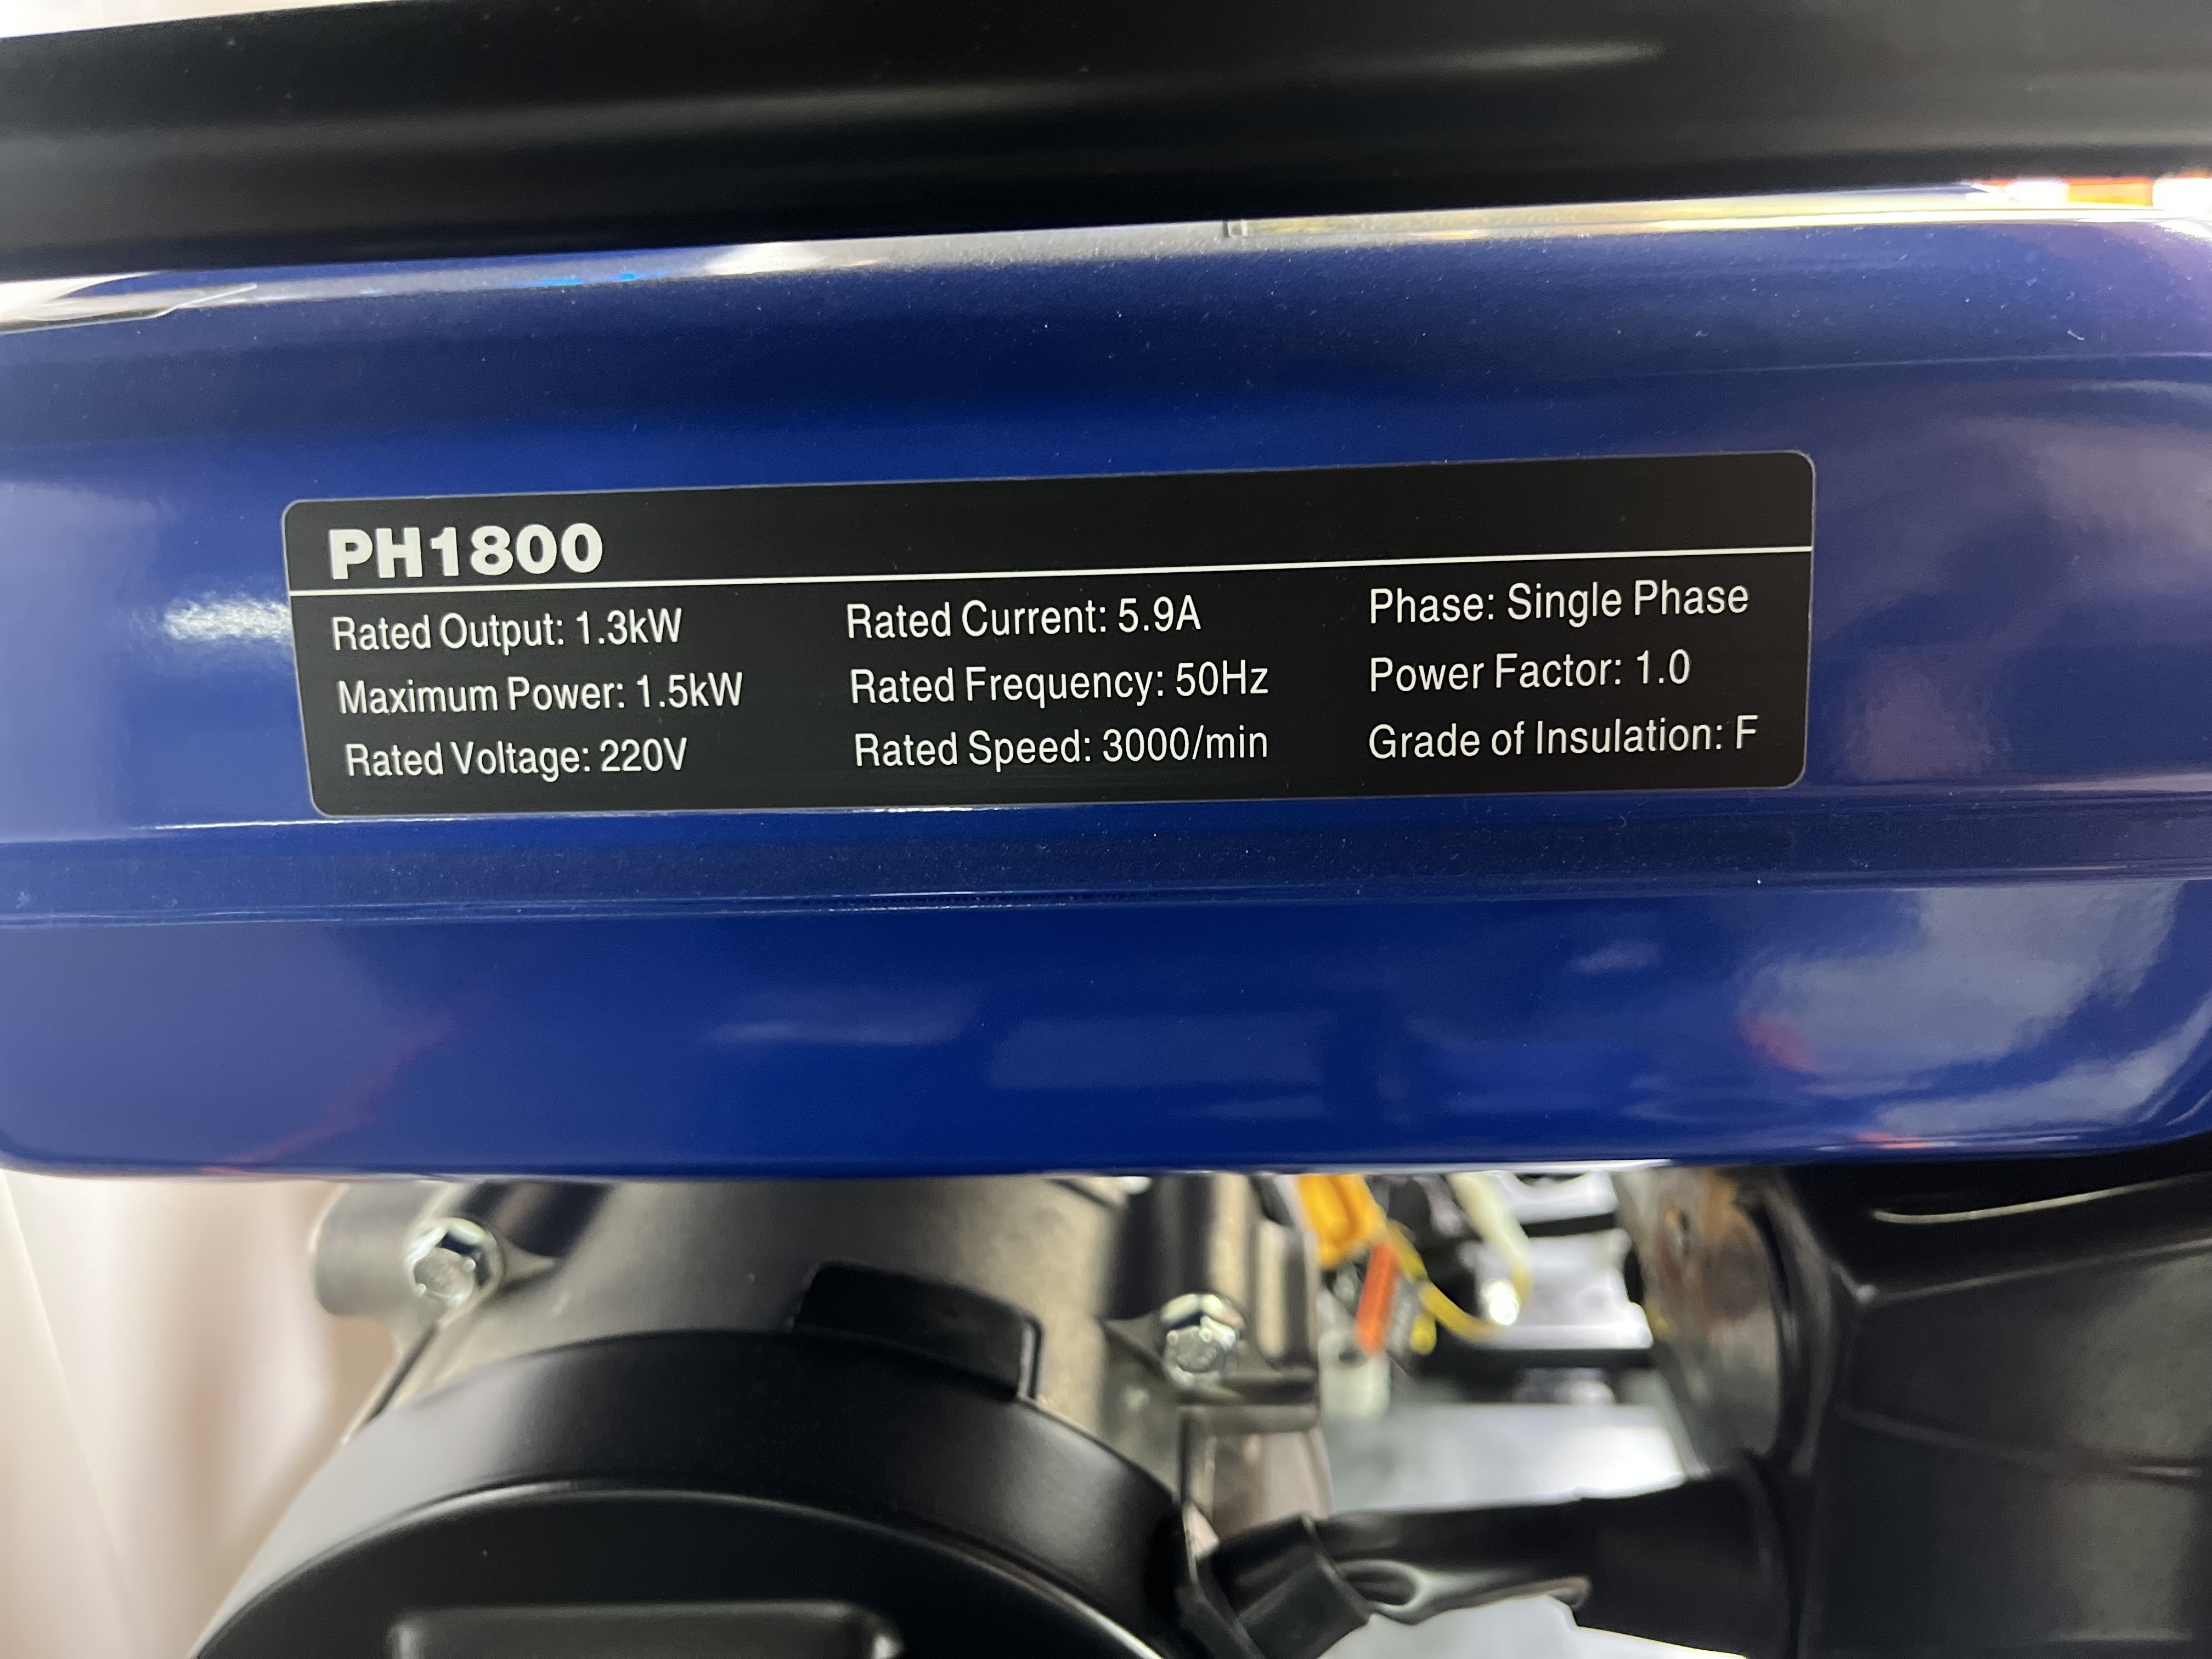 PH1800
Rated Output: 1.3kW
Maximum Power: 1.5kW
Rated Voltage: 220V
Rated Current: 5.9A
Rated Frequency: 50Hz
Rated Speed: 3000/min
Phase: Single Phase
Power Factor: 1.0
Grade of Insulation: F